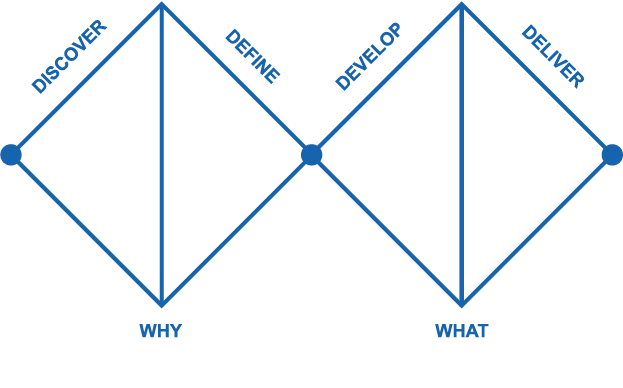 DISCOVER
DEFINE
DEVELOP
DELIVER
WHY
WHAT